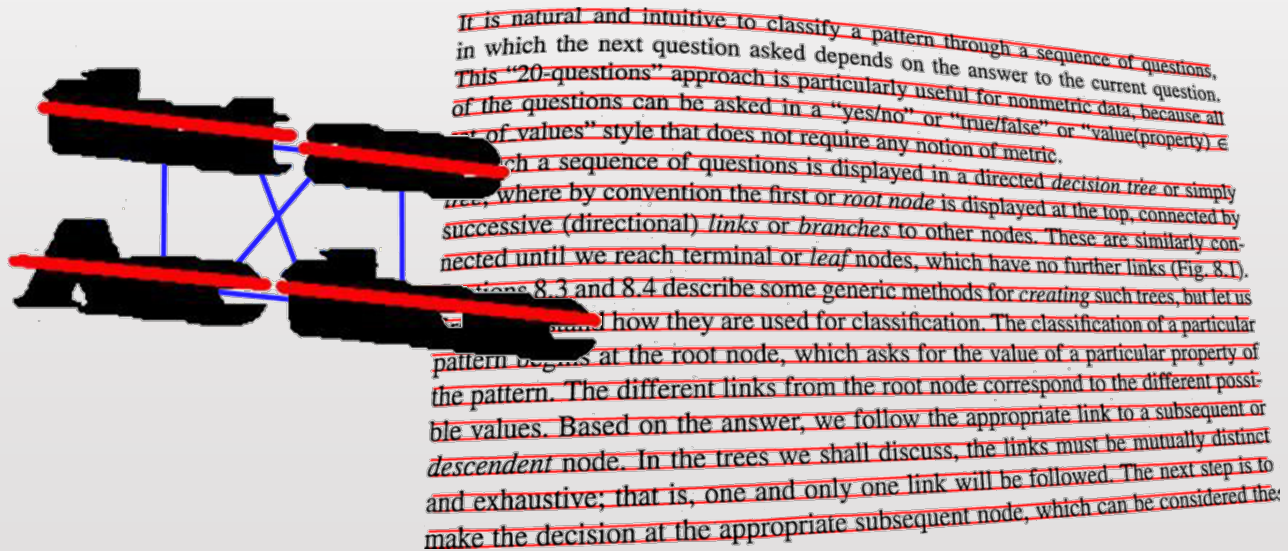 It is natural and intuitive to classify a pattern through a sequence of questions,
in which the next question asked depends on the answer to the current question.
This “20-questions” approach is particularly useful for nonmetric data, because all
of the questions can be asked in a “yes/no” or “true/false” or “value(property) ∈
of values” style that does not require any notion of metric.
a sequence of questions is displayed in a directed decision tree or simply
where by convention the first or root node is displayed at the top, connected by
successive (directional) links or branches to other nodes. These are similarly con-
nected until we reach terminal or leaf nodes, which have no further links (Fig. 8.1).
8.3 and 8.4 describe some generic methods for creating such trees, but let us
how they are used for classification. The classification of a particular
pattern at the root node, which asks for the value of a particular property of
the pattern. The different links from the root node correspond to the different possi-
ble values. Based on the answer, we follow the appropriate link to a subsequent or
descendent node. In the trees we shall discuss, the links must be mutually distinct
and exhaustive; that is, one and only one link will be followed. The next step is to
make the decision at the appropriate subsequent node, which can be considered the